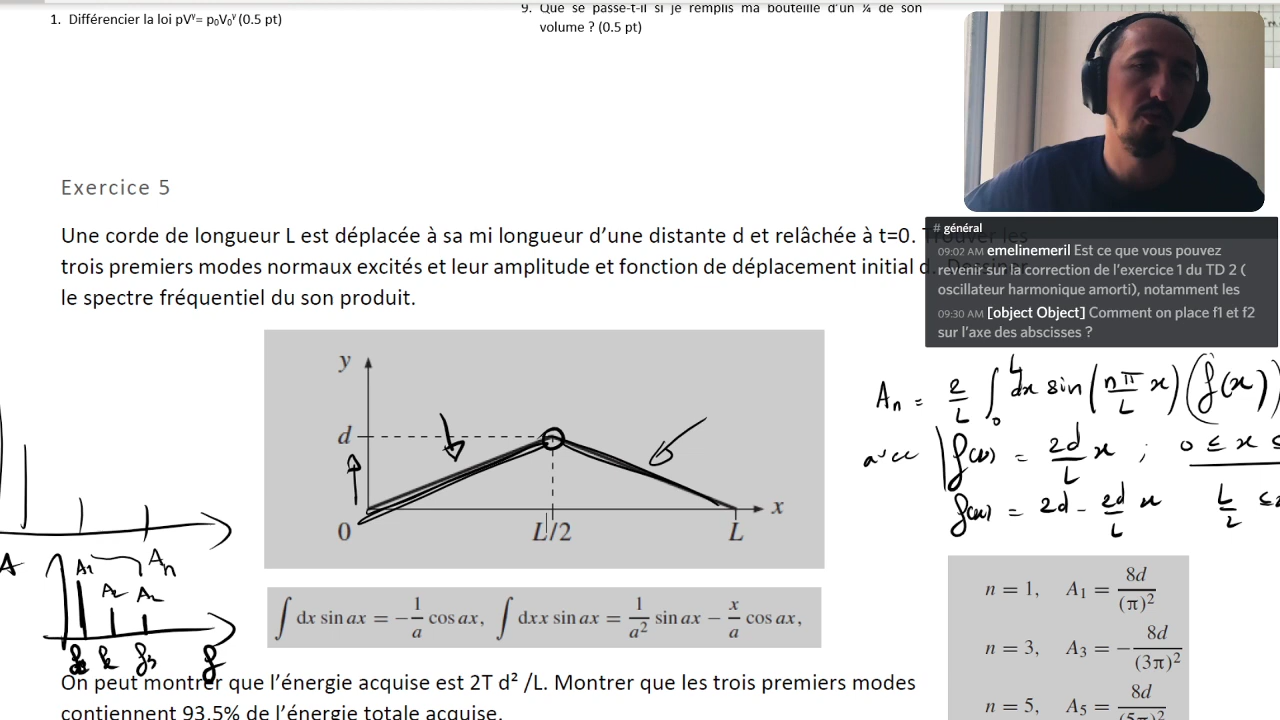 1. Différencier la loi pVᵞ= p₀V₀ᵞ (0.5 pt)
9. Que se passe-t-il si je remplis ma bouteille d'un ¼ de son
volume ? (0.5 pt)
Exercice 5
Une corde de longueur L est déplacée à sa mi longueur d'une distante d et relâchée à t=0. Trouver les
trois premiers modes normaux excités et leur amplitude et fonction de déplacement initial d. Dessiner
le spectre fréquentiel du son produit.
# général
09:02 AM emelinemeril Est ce que vous pouvez
revenir sur la correction de l'exercice 1 du TD 2 (
oscillateur harmonique amorti), notamment les
09:30 AM [object Object] Comment on place f1 et f2
sur l'axe des abscisses ?
y
d
0
L/2
L
x
Aₙ = 2/L ∫₀ᴸ dx sin(nπ/L x) (f(x))
avec f(x) = 2d/L x ; 0 ≤ x ≤
f(x) = 2d - 2d/L x L/2 ≤
A
A₁ Aₙ
f₃ f
∫ dx sin ax = −1/a cos ax, ∫ dxx sin ax = 1/a² sin ax − x/a cos ax,
n = 1, A₁ = 8d/(π)²
n = 3, A₃ = −8d/(3π)²
n = 5, A₅ = 8d/(5π)²
On peut montrer que l'énergie acquise est 2T d² /L. Montrer que les trois premiers modes
contiennent 93.5% de l'énergie totale acquise.